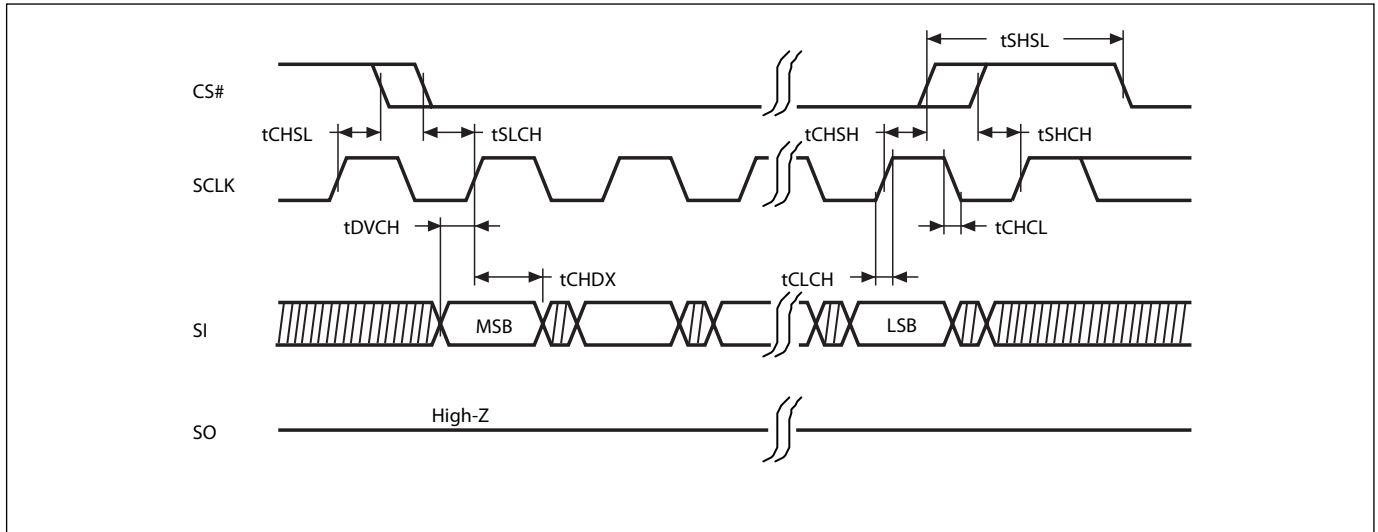 tSHSL
CS#
tCHSL
tSLCH
tCHSH
tSHCH
SCLK
tDVCH
tCHCL
tCHDX
tCLCH
SI
MSB
LSB
High-Z
SO